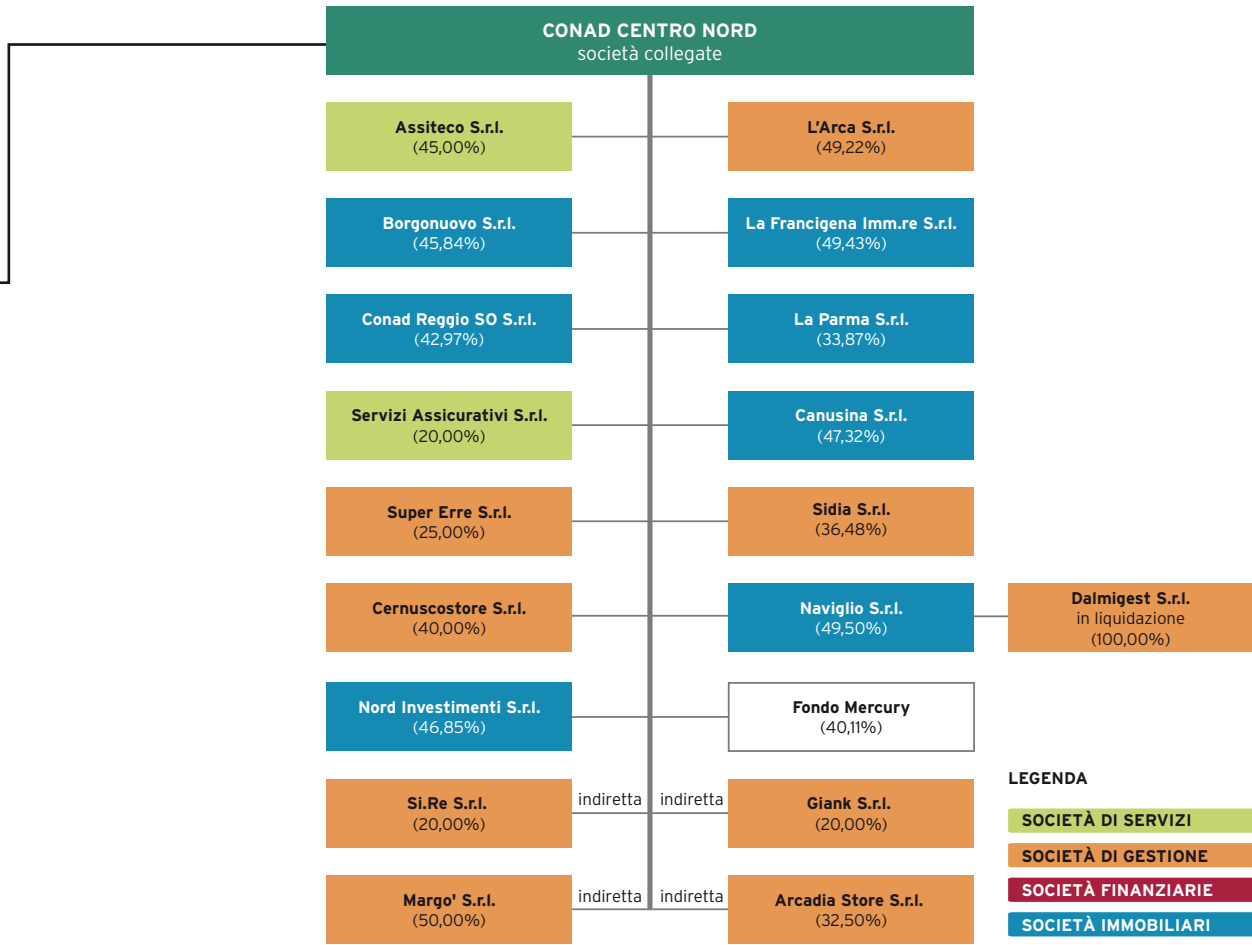 CONAD CENTRO NORD
società collegate
Assiteco S.r.l.
(45,00%)
L'Arca S.r.l.
(49,22%)
Borgonuovo S.r.l.
(45,84%)
La Francigena Imm.re S.r.l.
(49,43%)
Conad Reggio SO S.r.l.
(42,97%)
La Parma S.r.l.
(33,87%)
Servizi Assicurativi S.r.l.
(20,00%)
Canusina S.r.l.
(47,32%)
Super Erre S.r.l.
(25,00%)
Sidia S.r.l.
(36,48%)
Cernuscostore S.r.l.
(40,00%)
Naviglio S.r.l.
(49,50%)
Dalmigest S.r.l.
in liquidazione
(100,00%)
Nord Investimenti S.r.l.
(46,85%)
Fondo Mercury
(40,11%)
Si.Re S.r.l.
(20,00%)
indiretta
indiretta
Giank S.r.l.
(20,00%)
Margo' S.r.l.
(50,00%)
indiretta
indiretta
Arcadia Store S.r.l.
(32,50%)
LEGENDA
SOCIETÀ DI SERVIZI
SOCIETÀ DI GESTIONE
SOCIETÀ FINANZIARIE
SOCIETÀ IMMOBILIARI